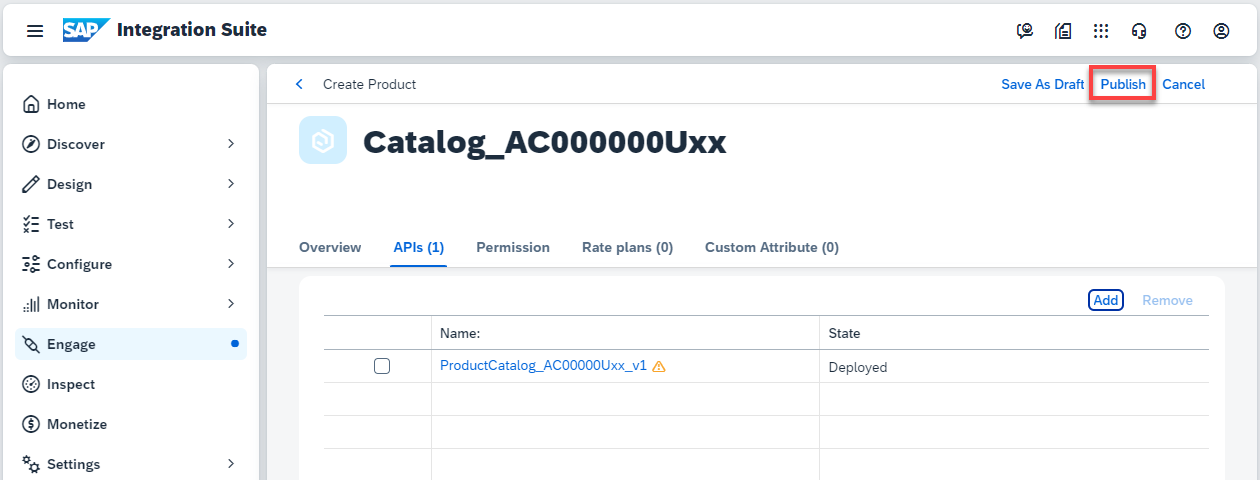 SAP Integration Suite
Create Product
Save As Draft Publish Cancel
Home
Discover
Design
Test
Configure
Monitor
Engage
Inspect
Monetize
Settings
Catalog_AC000000Uxx
Overview APIs (1) Permission Rate plans (0) Custom Attribute (0)
Add Remove
Name: State
ProductCatalog_AC00000Uxx_v1 Deployed